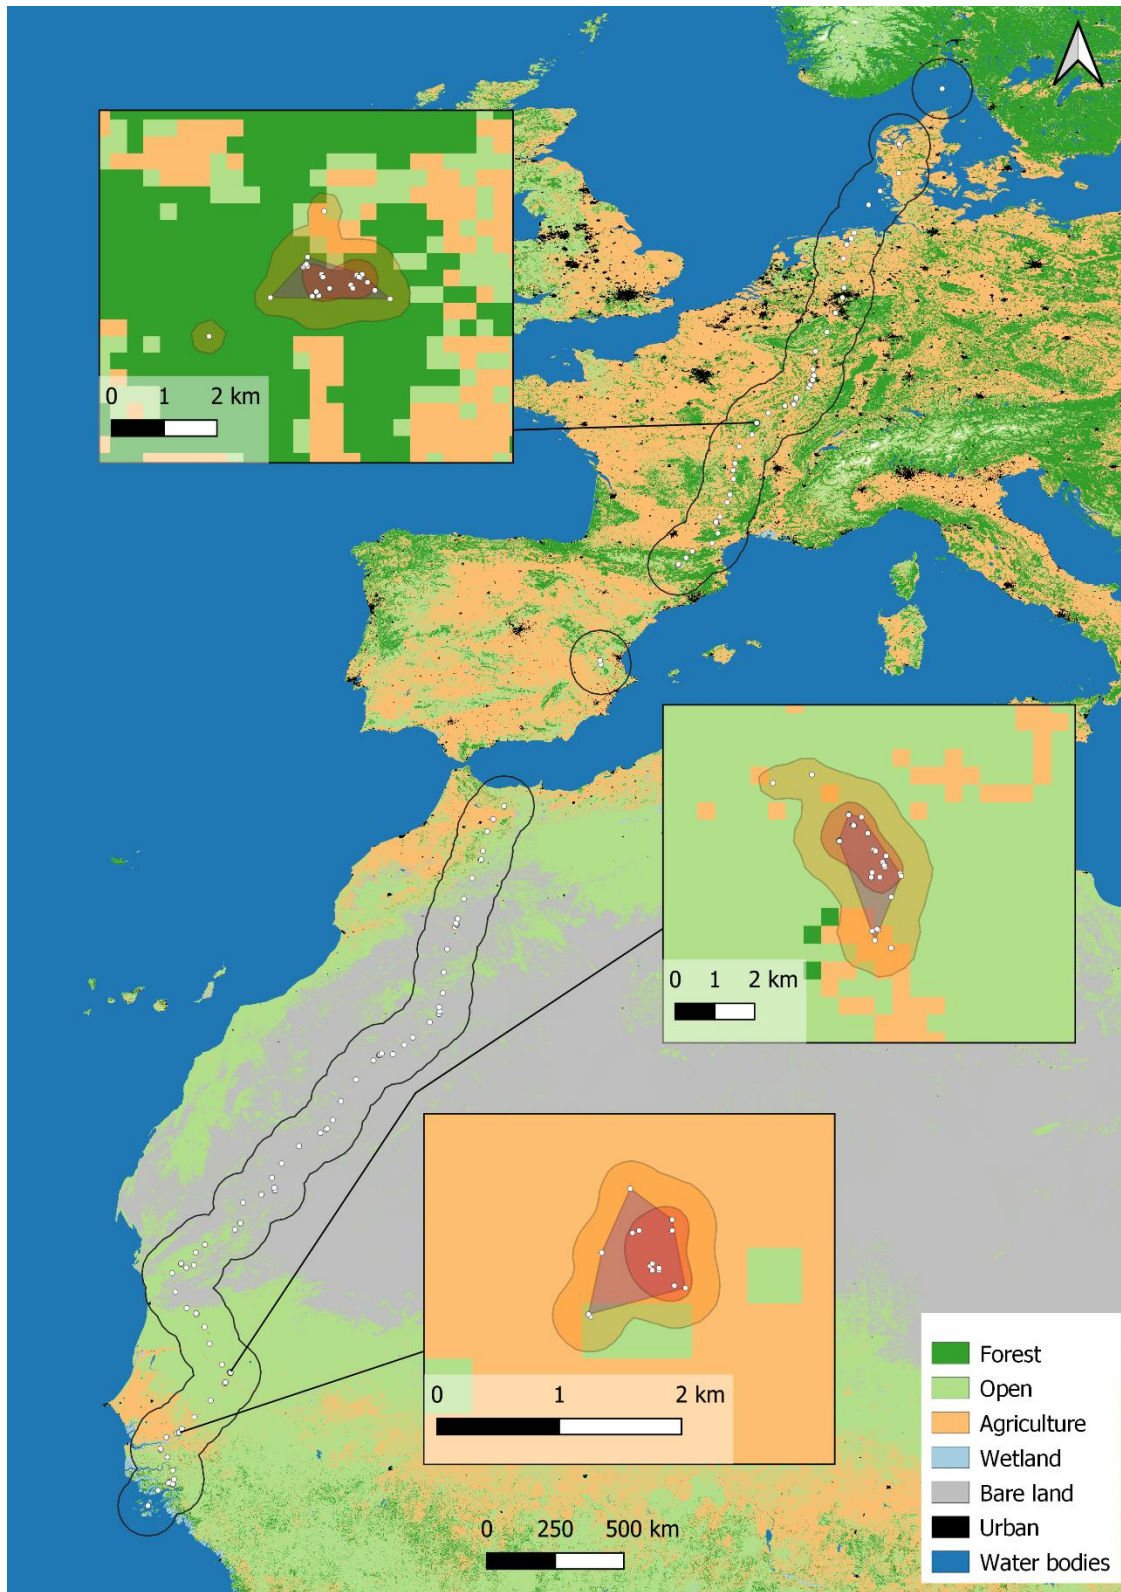 0 1 2 km
0 1 2 km
0 1 2 km
0 250 500 km
Forest
Open
Agriculture
Wetland
Bare land
Urban
Water bodies